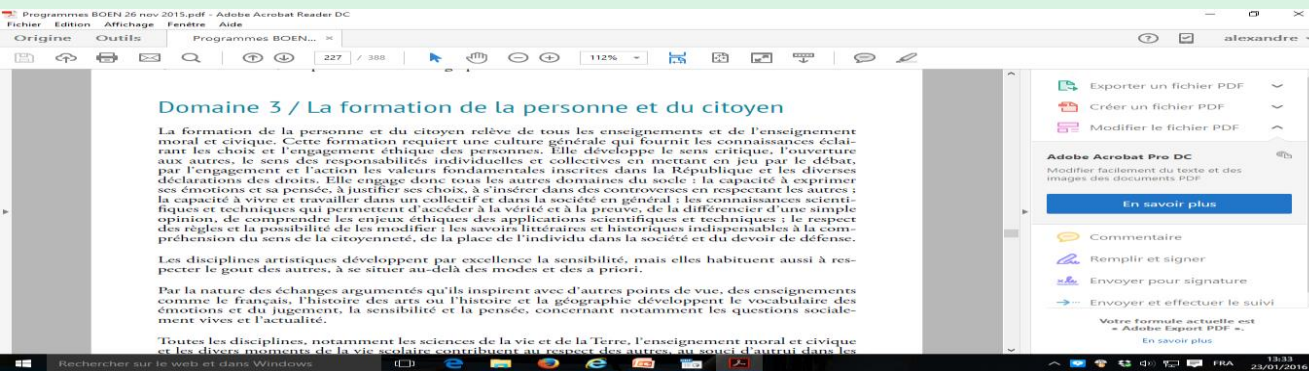 Programmes BOEN 26 nov 2015.pdf - Adobe Acrobat Reader DC
Fichier Edition Affichage Fenêtre Aide
Origine Outils Programmes BOEN... × alexandre
227 / 388 112%
Domaine 3 / La formation de la personne et du citoyen
La formation de la personne et du citoyen relève de tous les enseignements et de l'enseignement
moral et civique. Cette formation requiert une culture générale qui fournit les connaissances éclai-
rant les choix et l'engagement éthique des personnes. Elle développe le sens critique, l'ouverture
aux autres, le sens des responsabilités individuelles et collectives en mettant en jeu par le débat,
par l'engagement et l'action les valeurs fondamentales inscrites dans la République et les diverses
déclarations des droits. Elle engage donc tous les autres domaines du socle : la capacité à exprimer
ses émotions et sa pensée, à justifier ses choix, à s'insérer dans des controverses en respectant les autres ;
la capacité à vivre et travailler dans un collectif et dans la société en général ; les connaissances scienti-
fiques et techniques qui permettent d'accéder à la vérité et à la preuve, de la différencier d'une simple
opinion, de comprendre les enjeux éthiques des applications scientifiques et techniques ; le respect
des règles et la possibilité de les modifier ; les savoirs littéraires et historiques indispensables à la com-
préhension du sens de la citoyenneté, de la place de l'individu dans la société et du devoir de défense.
Les disciplines artistiques développent par excellence la sensibilité, mais elles habituent aussi à res-
pecter le gout des autres, à se situer au-delà des modes et des a priori.
Par la nature des échanges argumentés qu'ils inspirent avec d'autres points de vue, des enseignements
comme le français, l'histoire des arts ou l'histoire et la géographie développent le vocabulaire des
émotions et du jugement, la sensibilité et la pensée, concernant notamment les questions sociale-
ment vives et l'actualité.
Toutes les disciplines, notamment les sciences de la vie et de la Terre, l'enseignement moral et civique
et les divers moments de la vie scolaire contribuent au respect des autres, au souci d'autrui dans les
Exporter un fichier PDF
Créer un fichier PDF
Modifier le fichier PDF
Adobe Acrobat Pro DC
Modifier facilement du texte et des
images des documents PDF
En savoir plus
Commentaire
Remplir et signer
Envoyer pour signature
Envoyer et effectuer le suivi
Votre formule actuelle est
« Adobe Export PDF ».
En savoir plus
Rechercher sur le web et dans Windows
FRA
13:33
23/01/2016